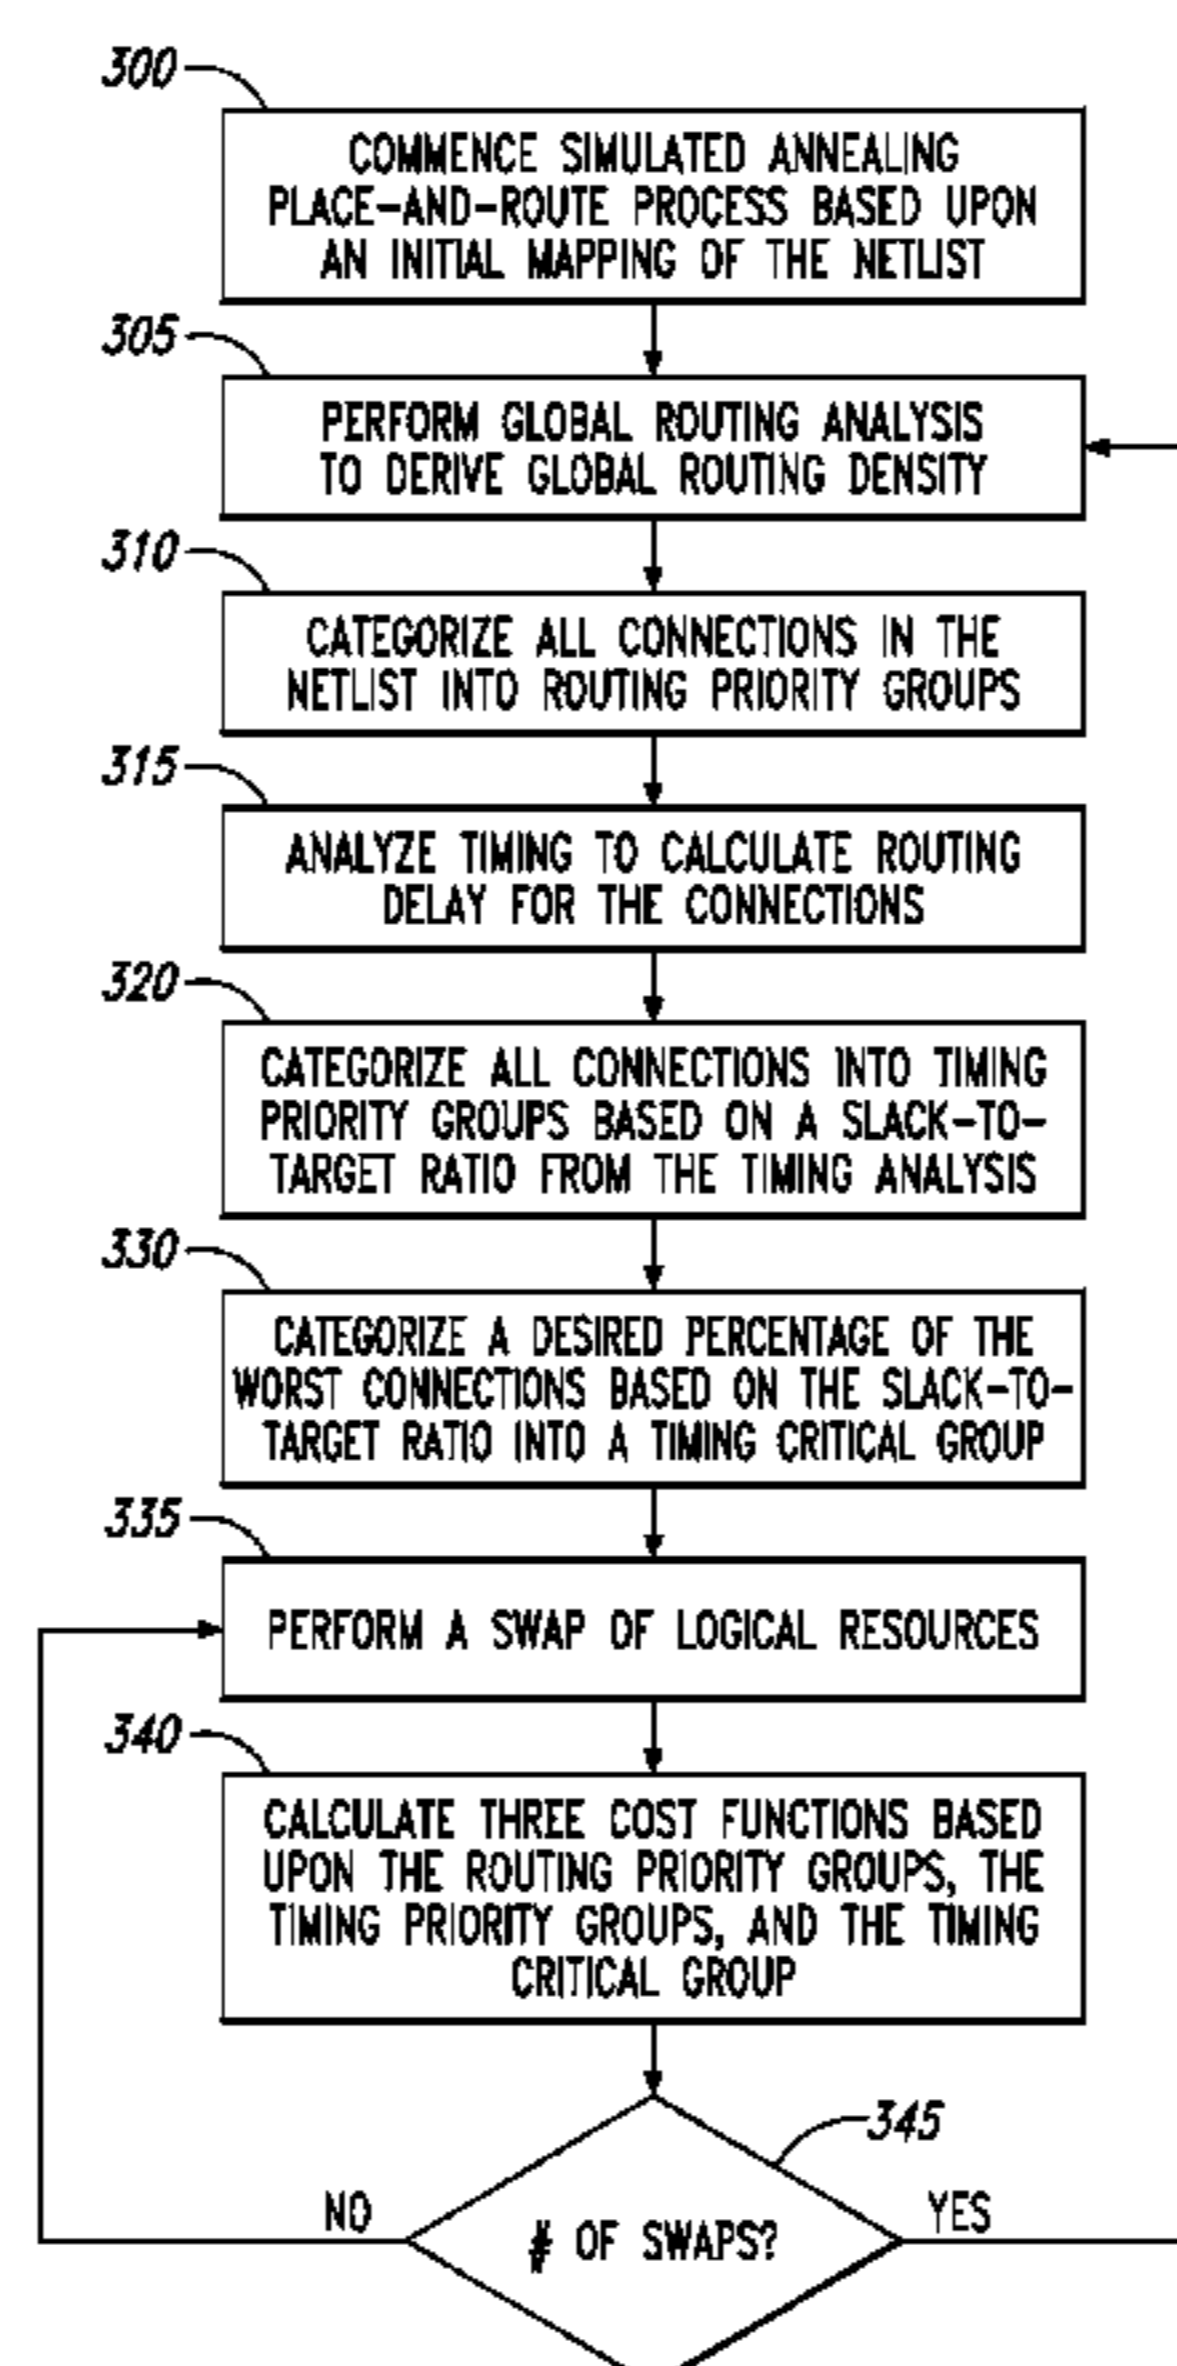 300
COMMENCE SIMULATED ANNEALING
PLACE-AND-ROUTE PROCESS BASED UPON
AN INITIAL MAPPING OF THE NETLIST
305
PERFORM GLOBAL ROUTING ANALYSIS
TO DERIVE GLOBAL ROUTING DENSITY
310
CATEGORIZE ALL CONNECTIONS IN THE
NETLIST INTO ROUTING PRIORITY GROUPS
315
ANALYZE TIMING TO CALCULATE ROUTING
DELAY FOR THE CONNECTIONS
320
CATEGORIZE ALL CONNECTIONS INTO TIMING
PRIORITY GROUPS BASED ON A SLACK-TO-
TARGET RATIO FROM THE TIMING ANALYSIS
330
CATEGORIZE A DESIRED PERCENTAGE OF THE
WORST CONNECTIONS BASED ON THE SLACK-TO-
TARGET RATIO INTO A TIMING CRITICAL GROUP
335
PERFORM A SWAP OF LOGICAL RESOURCES
340
CALCULATE THREE COST FUNCTIONS BASED
UPON THE ROUTING PRIORITY GROUPS, THE
TIMING PRIORITY GROUPS, AND THE TIMING
CRITICAL GROUP
345
NO
# OF SWAPS?
YES